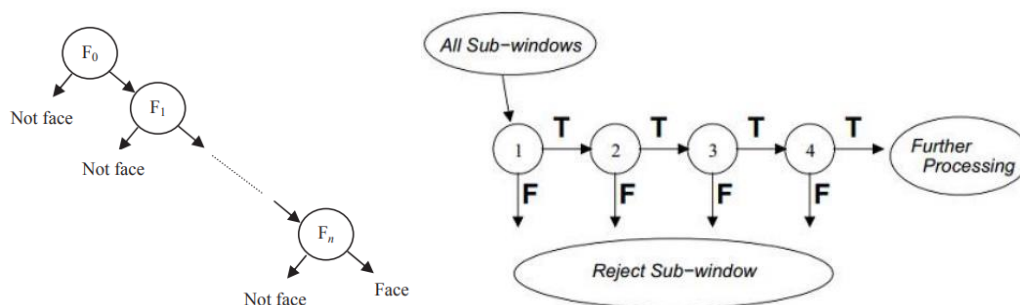 F0
Not face
F1
Not face
Fn
Not face
Face
All Sub-windows
1
T
2
T
3
T
4
T
Further
Processing
F
F
F
F
Reject Sub-window